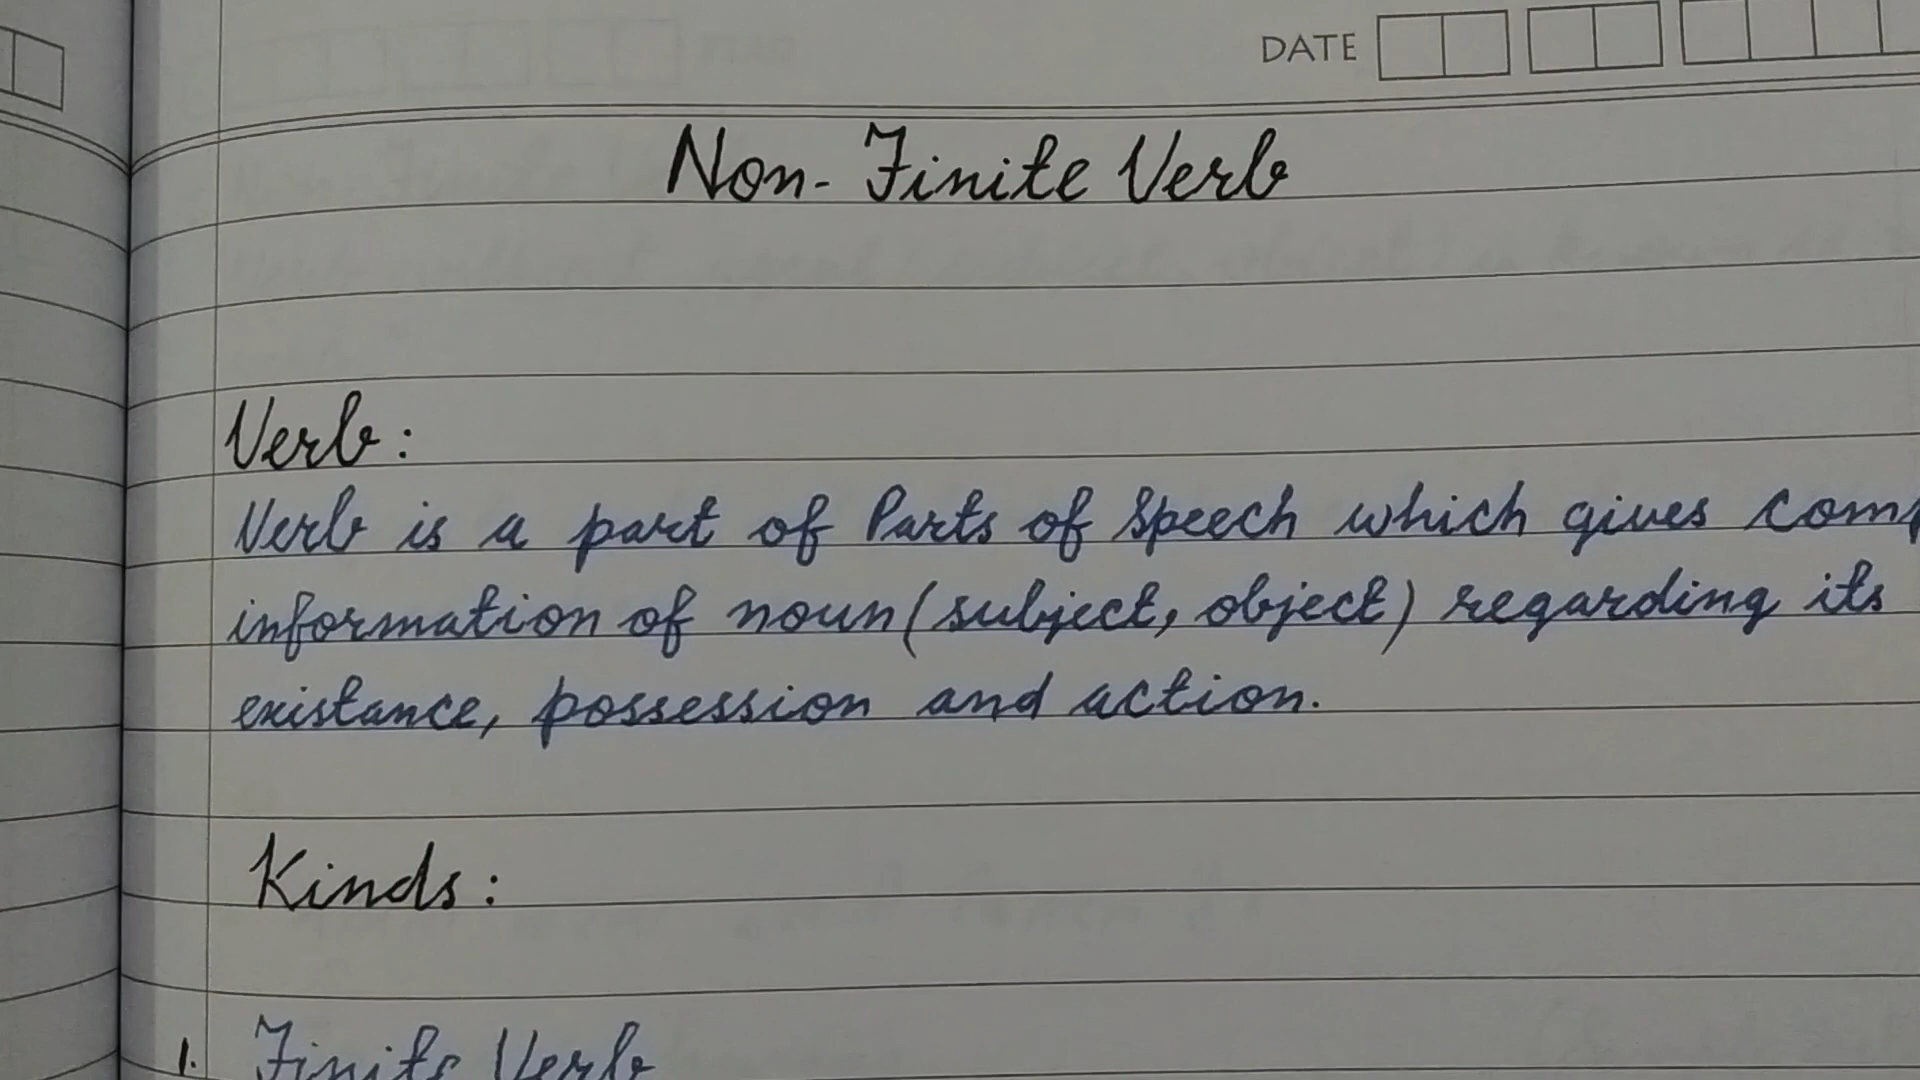 DATE
Non-Finite Verb
Verb:
Verb is a part of Parts of Speech which gives
information of noun (subject, object) regarding its
existance, possession and action.
Kinds:
1. Finite Verb